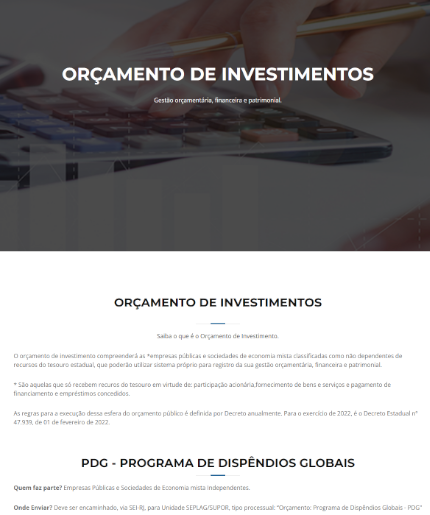 ORÇAMENTO DE INVESTIMENTOS
Gestão orçamentária, financeira e patrimonial.
ORÇAMENTO DE INVESTIMENTOS
Saiba o que é o Orçamento de Investimento.
O orçamento de investimento compreenderá as *empresas públicas e sociedades de economia mista classificadas como não dependentes de
recursos do tesouro estadual, que poderão utilizar sistema próprio para registro da sua gestão orçamentária, financeira e patrimonial.
* São aquelas que só recebem recuros do tesouro em virtude de: participação acionária,fornecimento de bens e serviços e pagamento de
financiamento e empréstimos concedidos.
As regras para a execução dessa esfera do orçamento público é definida por Decreto anualmente. Para o exercício de 2022, é o Decreto Estadual nº
47.939, de 01 de fevereiro de 2022.
PDG - PROGRAMA DE DISPÊNDIOS GLOBAIS
Quem faz parte? Empresas Públicas e Sociedades de Economia mista Independentes.
Onde Enviar? Deve ser encaminhado, via SEI-RJ, para Unidade SEPLAG/SUPOR, tipo processual: "Orçamento: Programa de Dispêndios Globais - PDG"